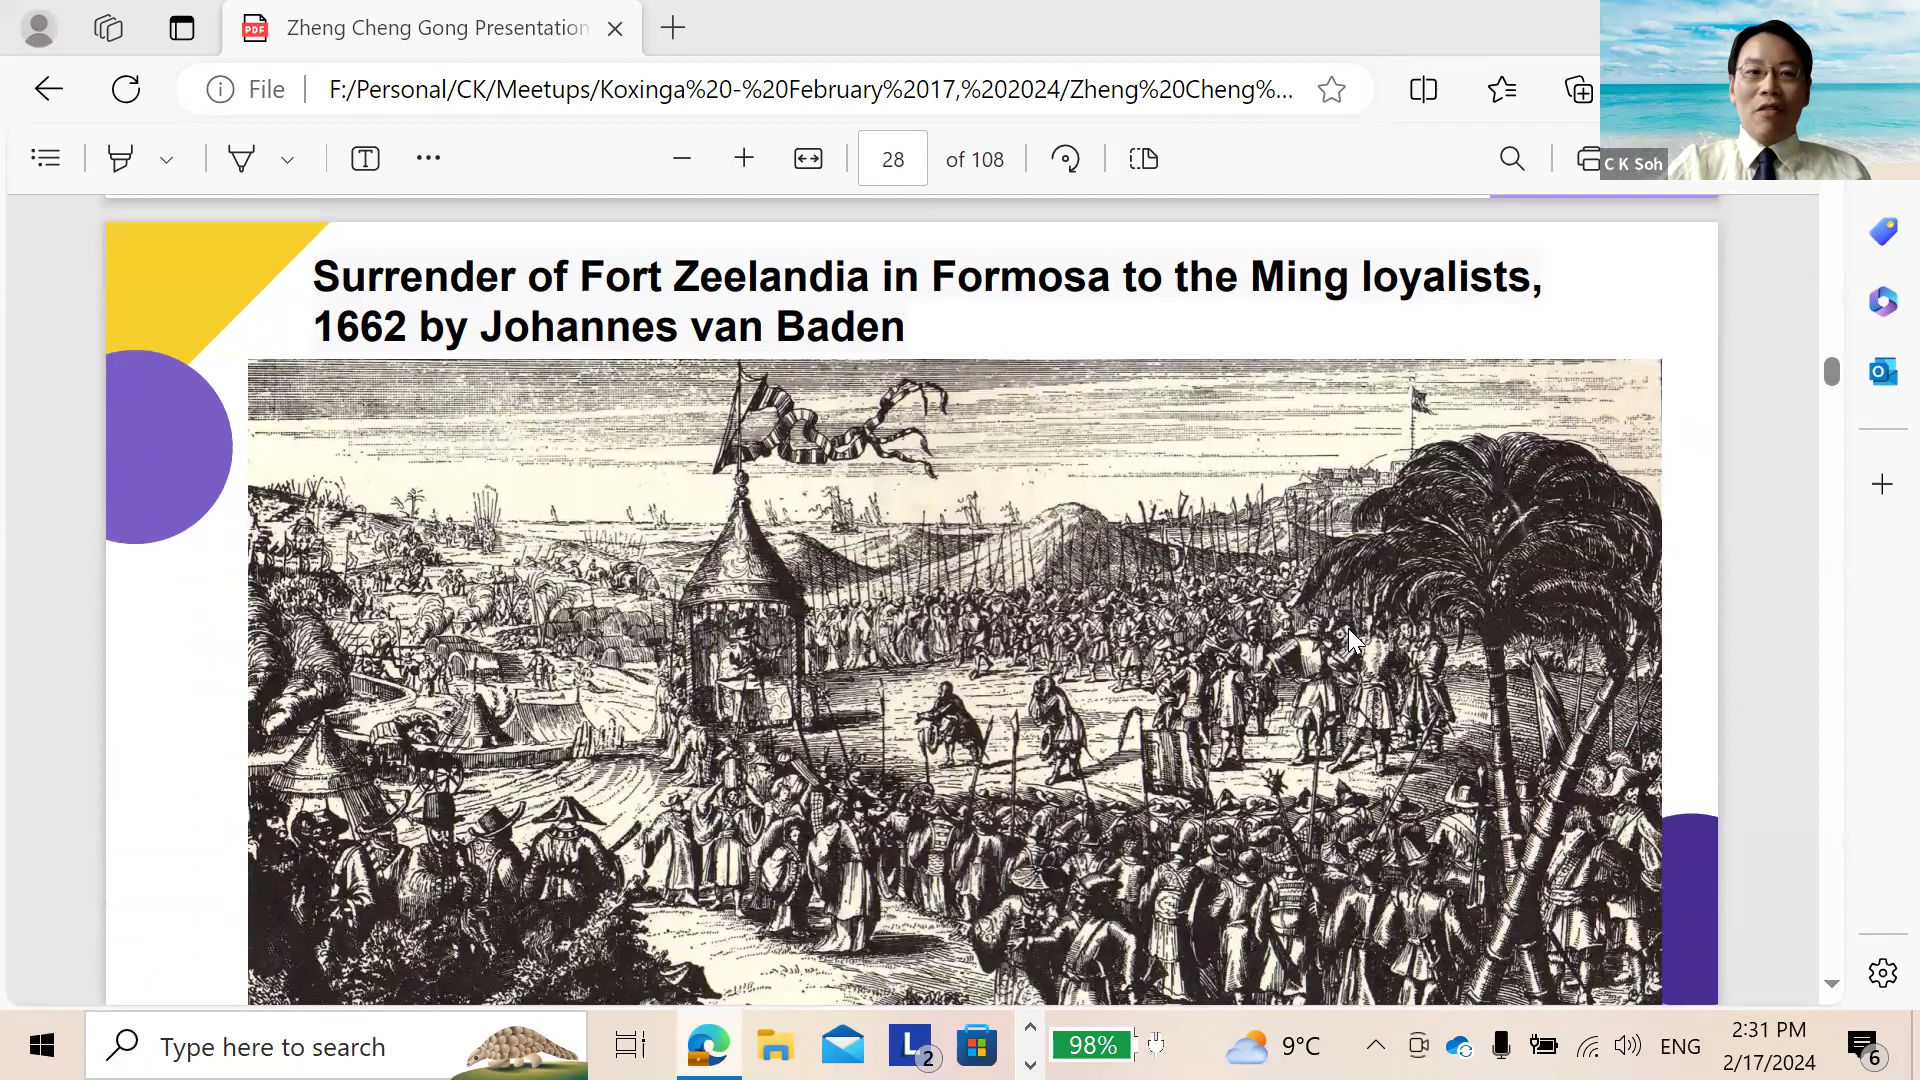 Zheng Cheng Gong Presentation
File
F:/Personal/CK/Meetups/Koxinga%20-%20February%2017,%202024/Zheng%20Cheng%...
28 of 108
C K Soh
Surrender of Fort Zeelandia in Formosa to the Ming loyalists,
1662 by Johannes van Baden
PDF
Type here to search
L
2
98%
9°C
ENG
2:31 PM
2/17/2024
6